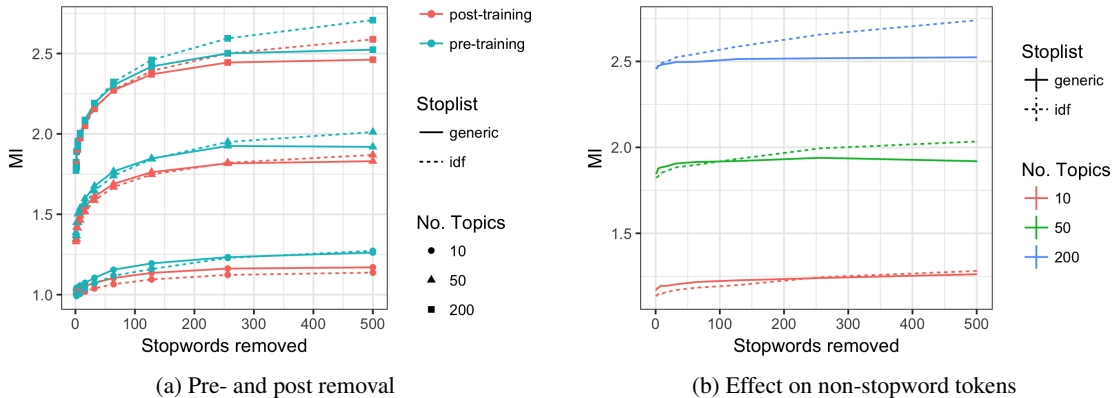 MI
2.5
2.0
1.5
1.0
0 100 200 300 400 500
Stopwords removed
post-training
pre-training
Stoplist
generic
idf
No. Topics
10
50
200
(a) Pre- and post removal
MI
2.5
2.0
1.5
0 100 200 300 400 500
Stopwords removed
Stoplist
generic
idf
No. Topics
10
50
200
(b) Effect on non-stopword tokens